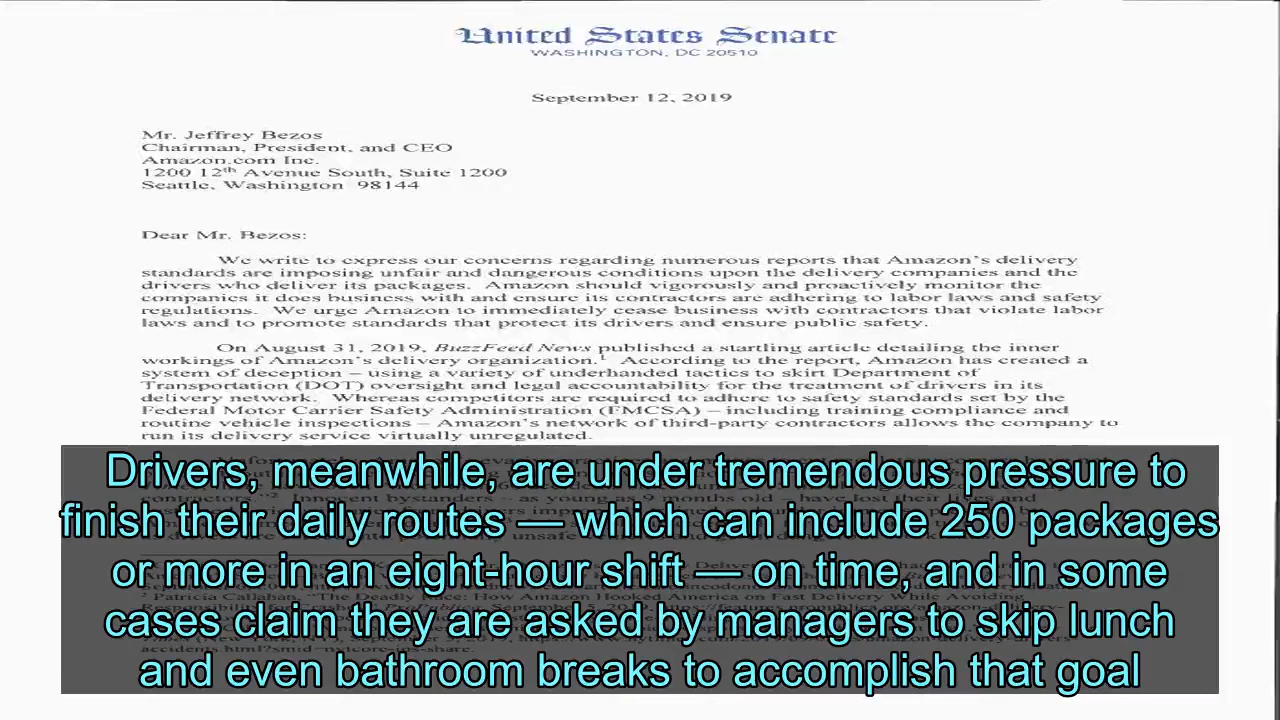 United States Senate
WASHINGTON, DC 20510
September 12, 2019
Mr. Jeffrey Bezos
Chairman, President, and CEO
Amazon.com Inc.
1200 12th Avenue South, Suite 1200
Seattle, Washington 98144
Dear Mr. Bezos:
We write to express our concerns regarding numerous reports that Amazon's delivery
standards are imposing unfair and dangerous conditions upon the delivery companies and the
drivers who deliver its packages. Amazon should vigorously and proactively monitor the
companies it does business with and ensure its contractors are adhering to labor laws and safety
regulations. We urge Amazon to immediately cease business with contractors that violate labor
laws and to promote standards that protect its drivers and ensure public safety.
On August 31, 2019, BuzzFeed News published a startling article detailing the inner
workings of Amazon's delivery organization.1 According to the report, Amazon has created a
system of deception – using a variety of underhanded tactics to skirt Department of
Transportation (DOT) oversight and legal accountability for the treatment of drivers in its
delivery network. Whereas competitors are required to adhere to safety standards set by the
Federal Motor Carrier Safety Administration (FMCSA) – including training compliance and
routine vehicle inspections – Amazon's network of third-party contractors allows the company to
run its delivery service virtually unregulated.
Drivers, meanwhile, are under tremendous pressure to
finish their daily routes — which can include 250 packages
or more in an eight-hour shift — on time, and in some
cases claim they are asked by managers to skip lunch
and even bathroom breaks to accomplish that goal